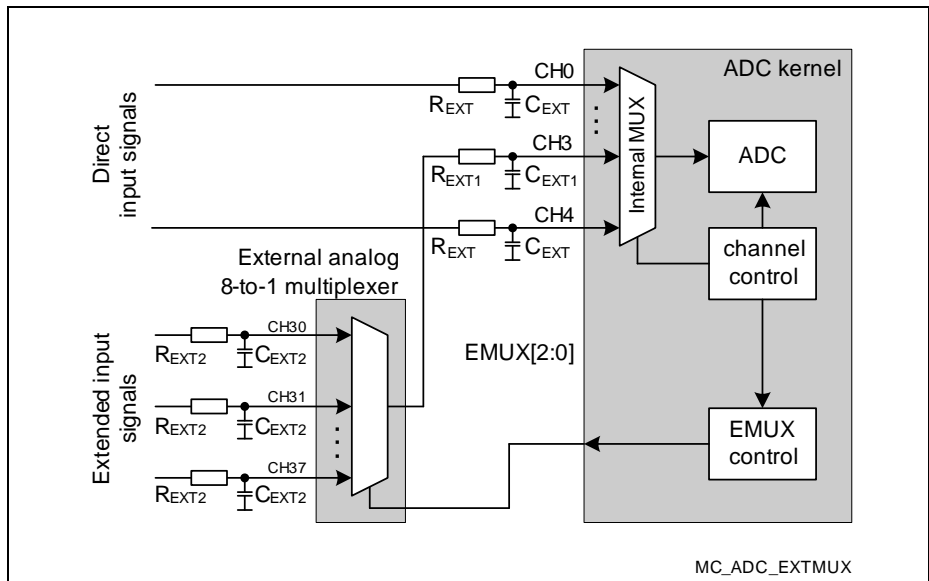 ADC kernel
CH0
REXT
CEXT
Direct
input signals
Internal MUX
ADC
CH3
REXT1
CEXT1
CH4
REXT
CEXT
channel
control
External analog
8-to-1 multiplexer
Extended input
signals
CH30
REXT2
CEXT2
EMUX[2:0]
CH31
REXT2
CEXT2
EMUX
control
CH37
REXT2
CEXT2
MC_ADC_EXTMUX